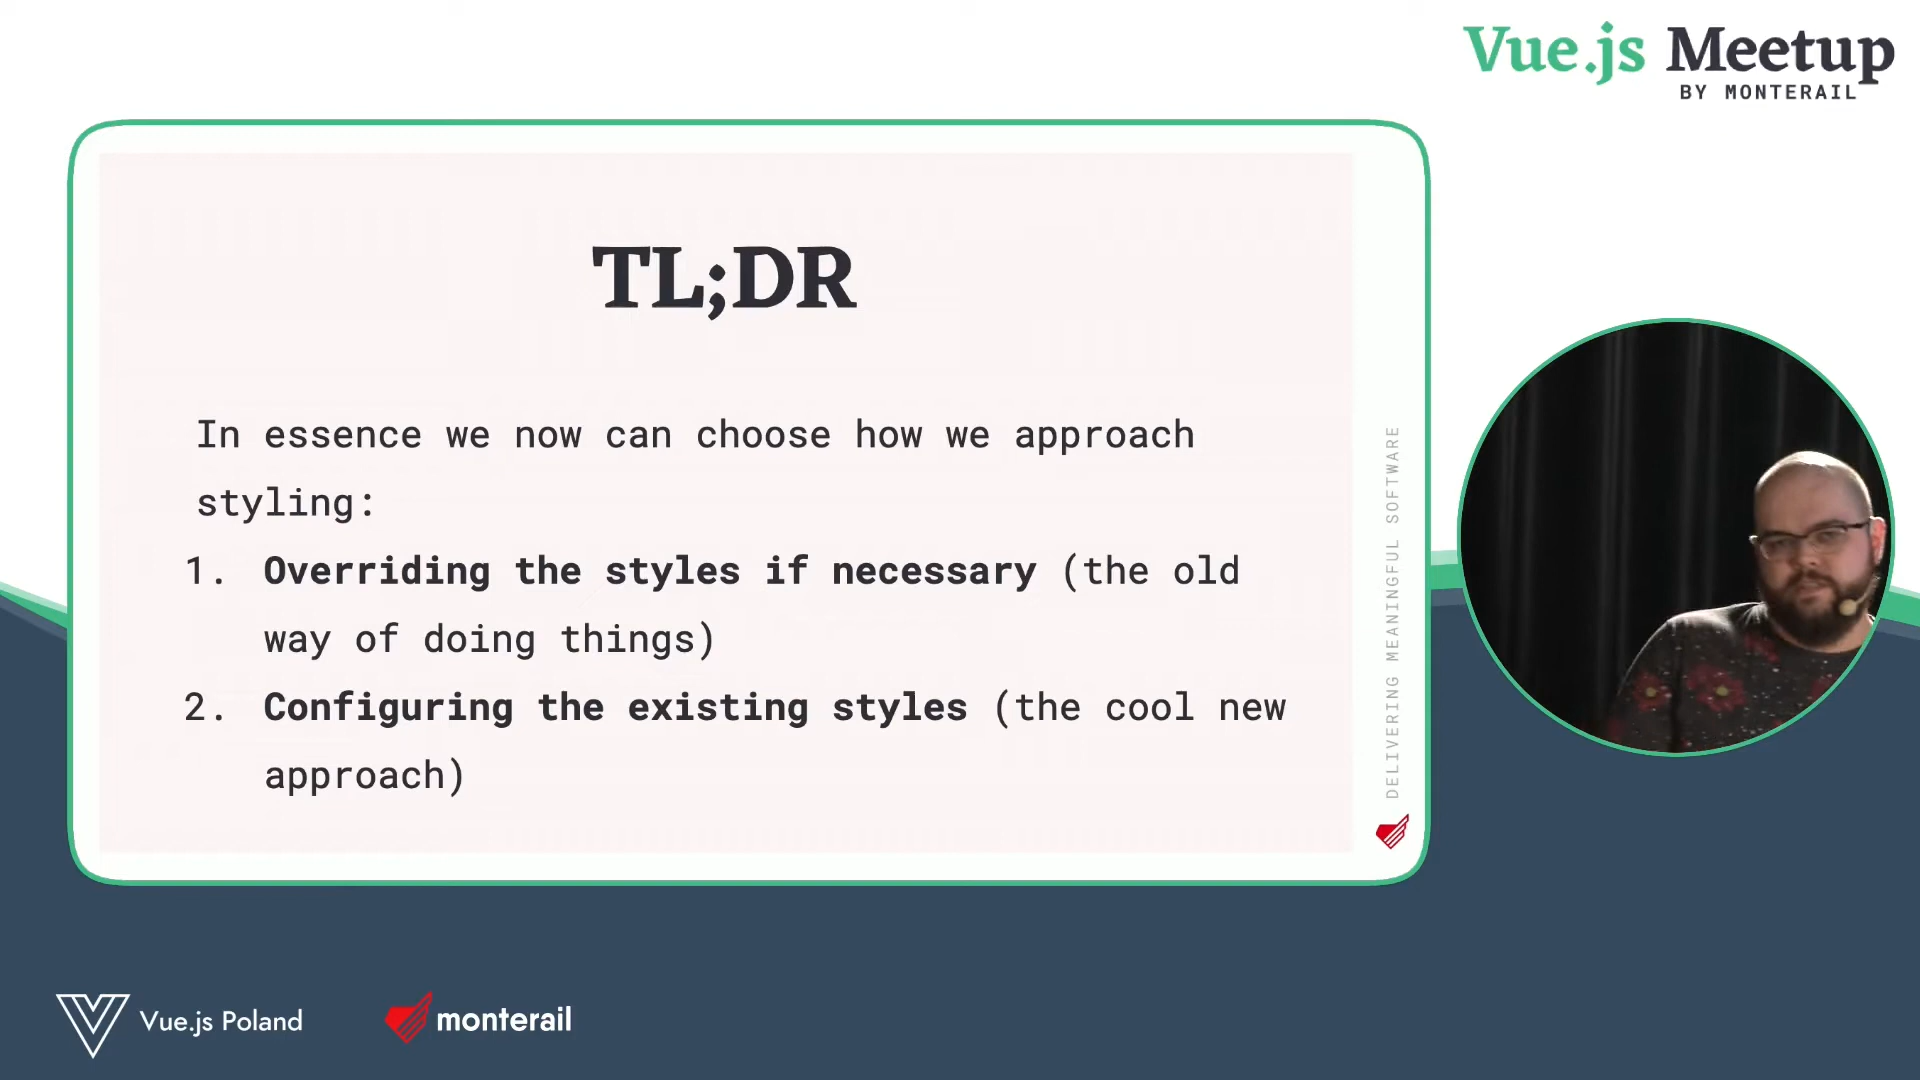 Vue.js Meetup
BY MONTERAIL
TL;DR
In essence we now can choose how we approach
styling:
1. Overriding the styles if necessary (the old
way of doing things)
2. Configuring the existing styles (the cool new
approach)
DELIVERING MEANINGFUL SOFTWARE
Vue.js Poland
monterail